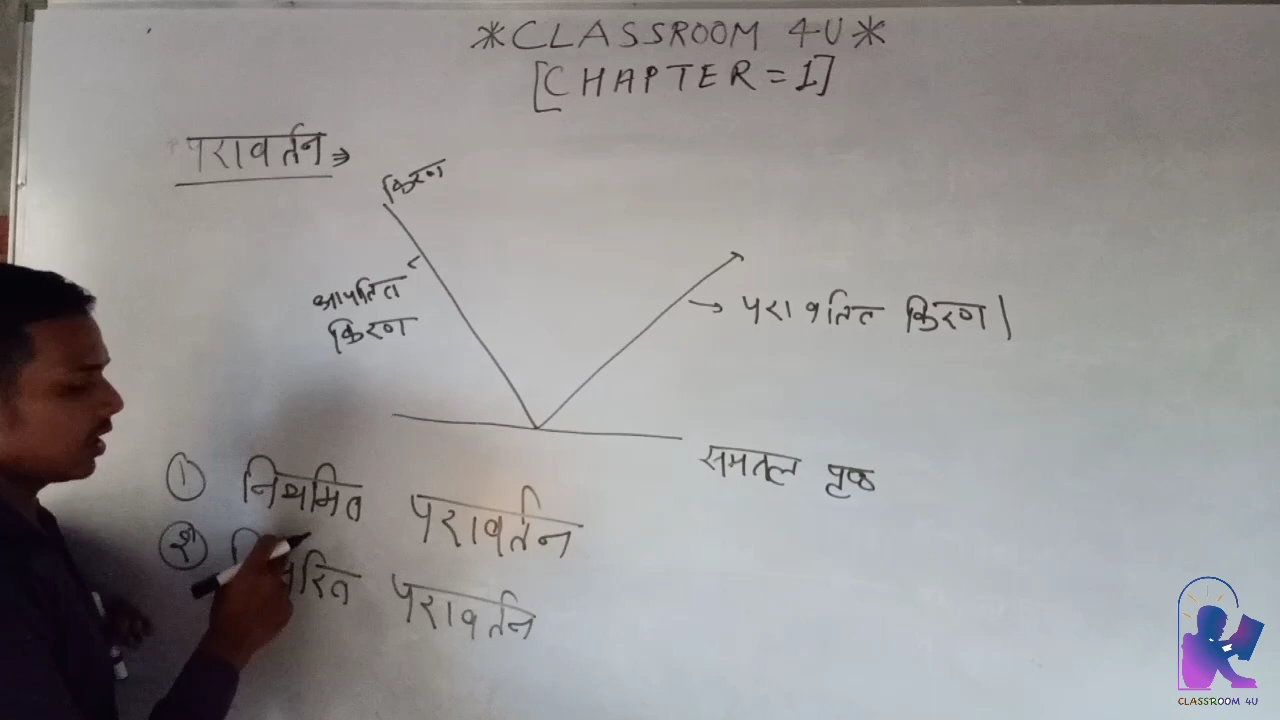 *CLASSROOM 4U*
[CHAPTER=1]
परावर्तन ⇒
किरण
आपतित
किरण
→ परावर्तित किरण|
समतल पृष्ठ
① नियमित परावर्तन
② परावर्तन
CLASSROOM 4U